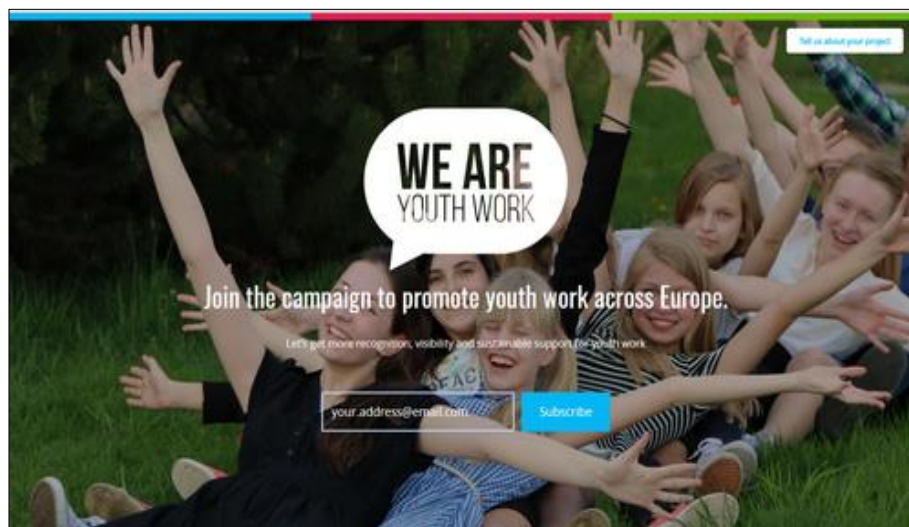 Tell us about your project
WE ARE
YOUTH WORK
Join the campaign to promote youth work across Europe.
Let's get more recognition, visibility and sustainable support for youth work
your.address@email.com
Subscribe